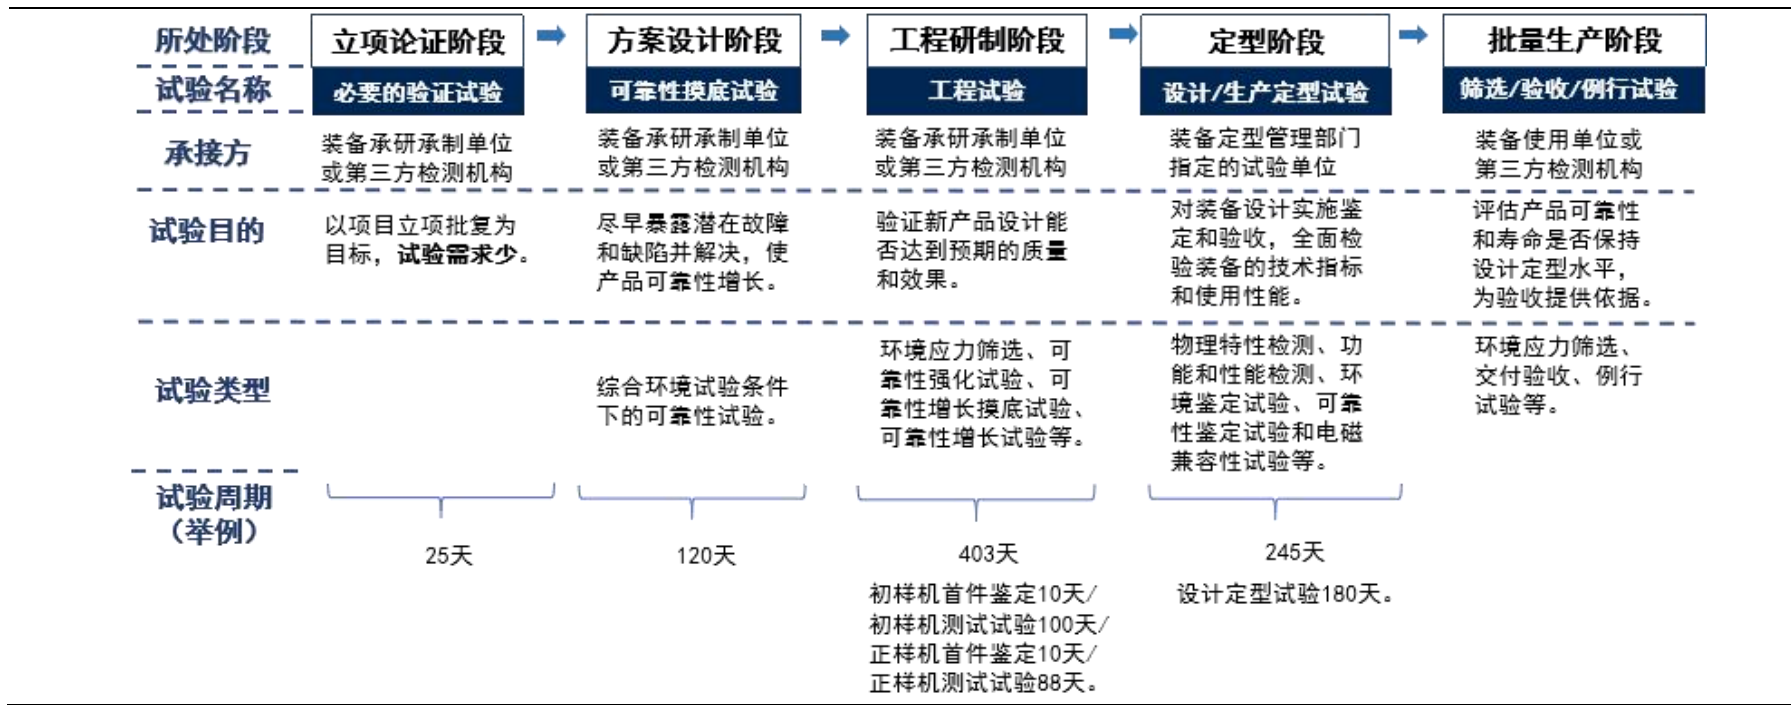 所处阶段
立项论证阶段
方案设计阶段
工程研制阶段
定型阶段
批量生产阶段
试验名称
必要的验证试验
可靠性摸底试验
工程试验
设计/生产定型试验
筛选/验收/例行试验
承接方
装备承研承制单位
或第三方检测机构
装备承研承制单位
或第三方检测机构
装备承研承制单位
或第三方检测机构
装备定型管理部门
指定的试验单位
装备使用单位或
第三方检测机构
试验目的
以项目立项批复为
目标，试验需求少。
尽早暴露潜在故障
和缺陷并解决，使
产品可靠性增长。
验证新产品设计能
否达到预期的质量
和效果。
对装备设计实施鉴
定和验收，全面检
验装备的技术指标
和使用性能。
评估产品可靠性
和寿命是否保持
设计定型水平，
为验收提供依据。
试验类型
综合环境试验条件
下的可靠性试验。
环境应力筛选、可
靠性强化试验、可
靠性增长摸底试验、
可靠性增长试验等。
物理特性检测、功
能和性能检测、环
境鉴定试验、可靠
性鉴定试验和电磁
兼容性试验等。
环境应力筛选、
交付验收、例行
试验等。
试验周期
（举例）
25天
120天
403天
初样机首件鉴定10天/
初样机测试试验100天/
正样机首件鉴定10天/
正样机测试试验88天。
245天
设计定型试验180天。